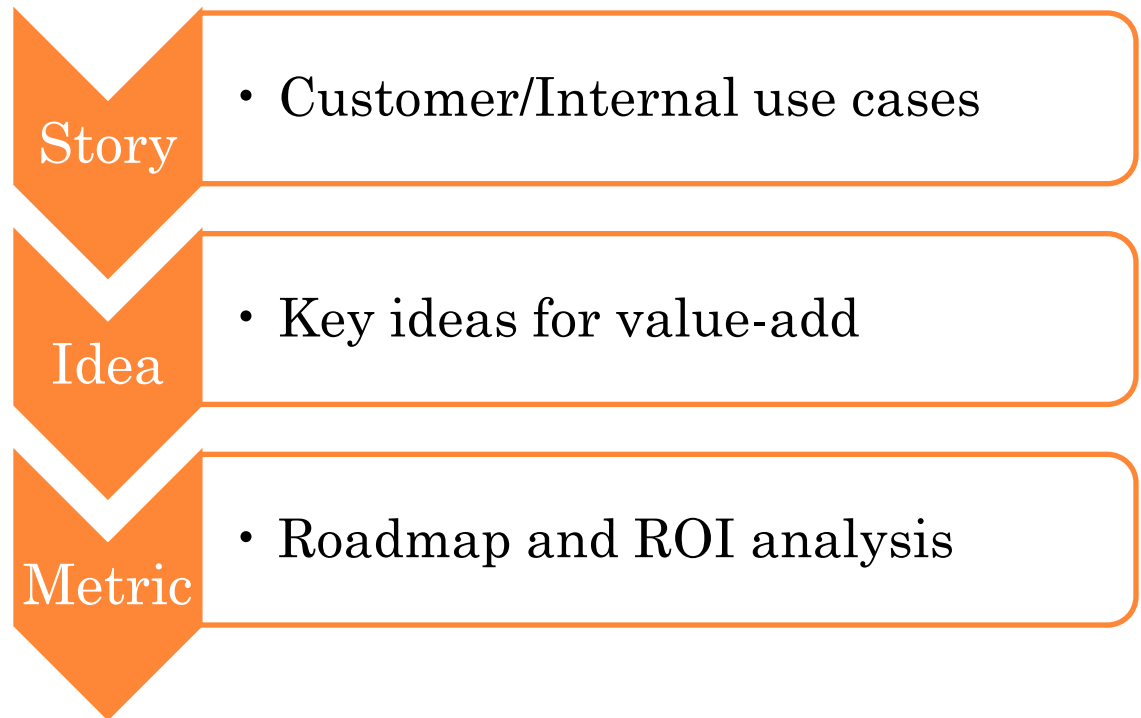 Story
• Customer/Internal use cases
Idea
• Key ideas for value-add
Metric
• Roadmap and ROI analysis